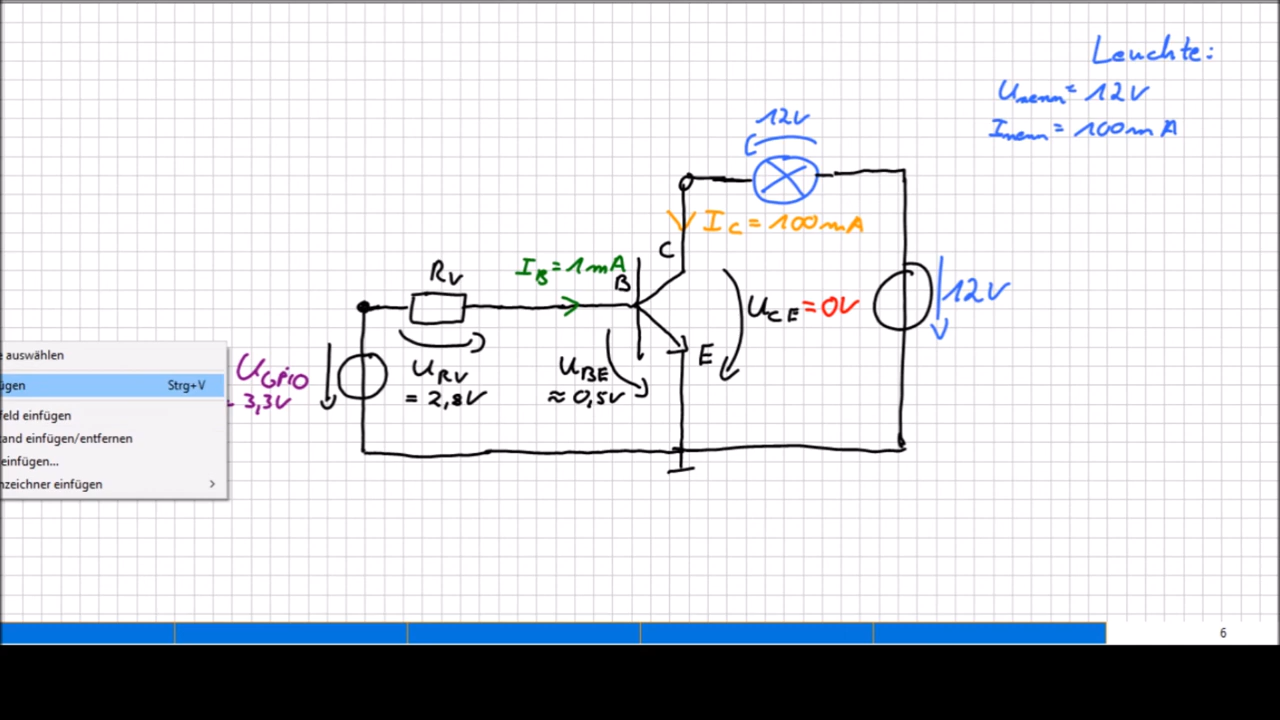 Leuchte:
Unenn = 12V
Inenn = 100mA
12V
IC = 100mA
C
RV
IB = 1mA
B
UCE = 0V
12V
E
UGPIO
= 3,3V
URV
= 2,8V
UBE
≈ 0,5V
e auswählen
ügen Strg+V
feld einfügen
and einfügen/entfernen
einfügen...
nzeichner einfügen
6